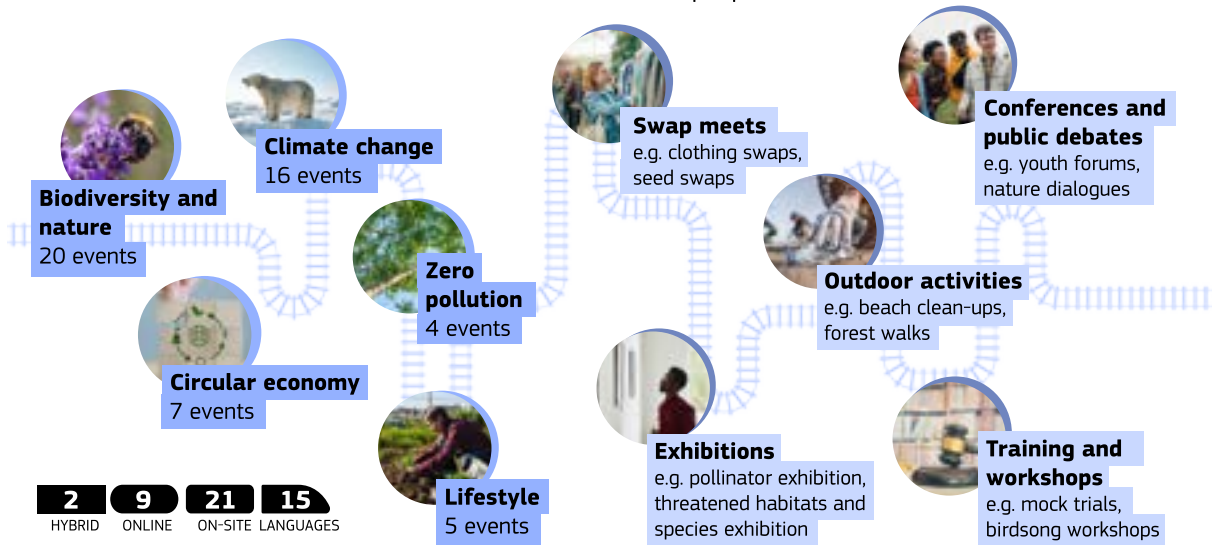 Biodiversity and
nature
20 events
Climate change
16 events
Circular economy
7 events
Zero
pollution
4 events
Lifestyle
5 events
Swap meets
e.g. clothing swaps,
seed swaps
Exhibitions
e.g. pollinator exhibition,
threatened habitats and
species exhibition
Outdoor activities
e.g. beach clean-ups,
forest walks
Conferences and
public debates
e.g. youth forums,
nature dialogues
Training and
workshops
e.g. mock trials,
birdsong workshops
2 9 21 15
HYBRID ONLINE ON-SITE LANGUAGES